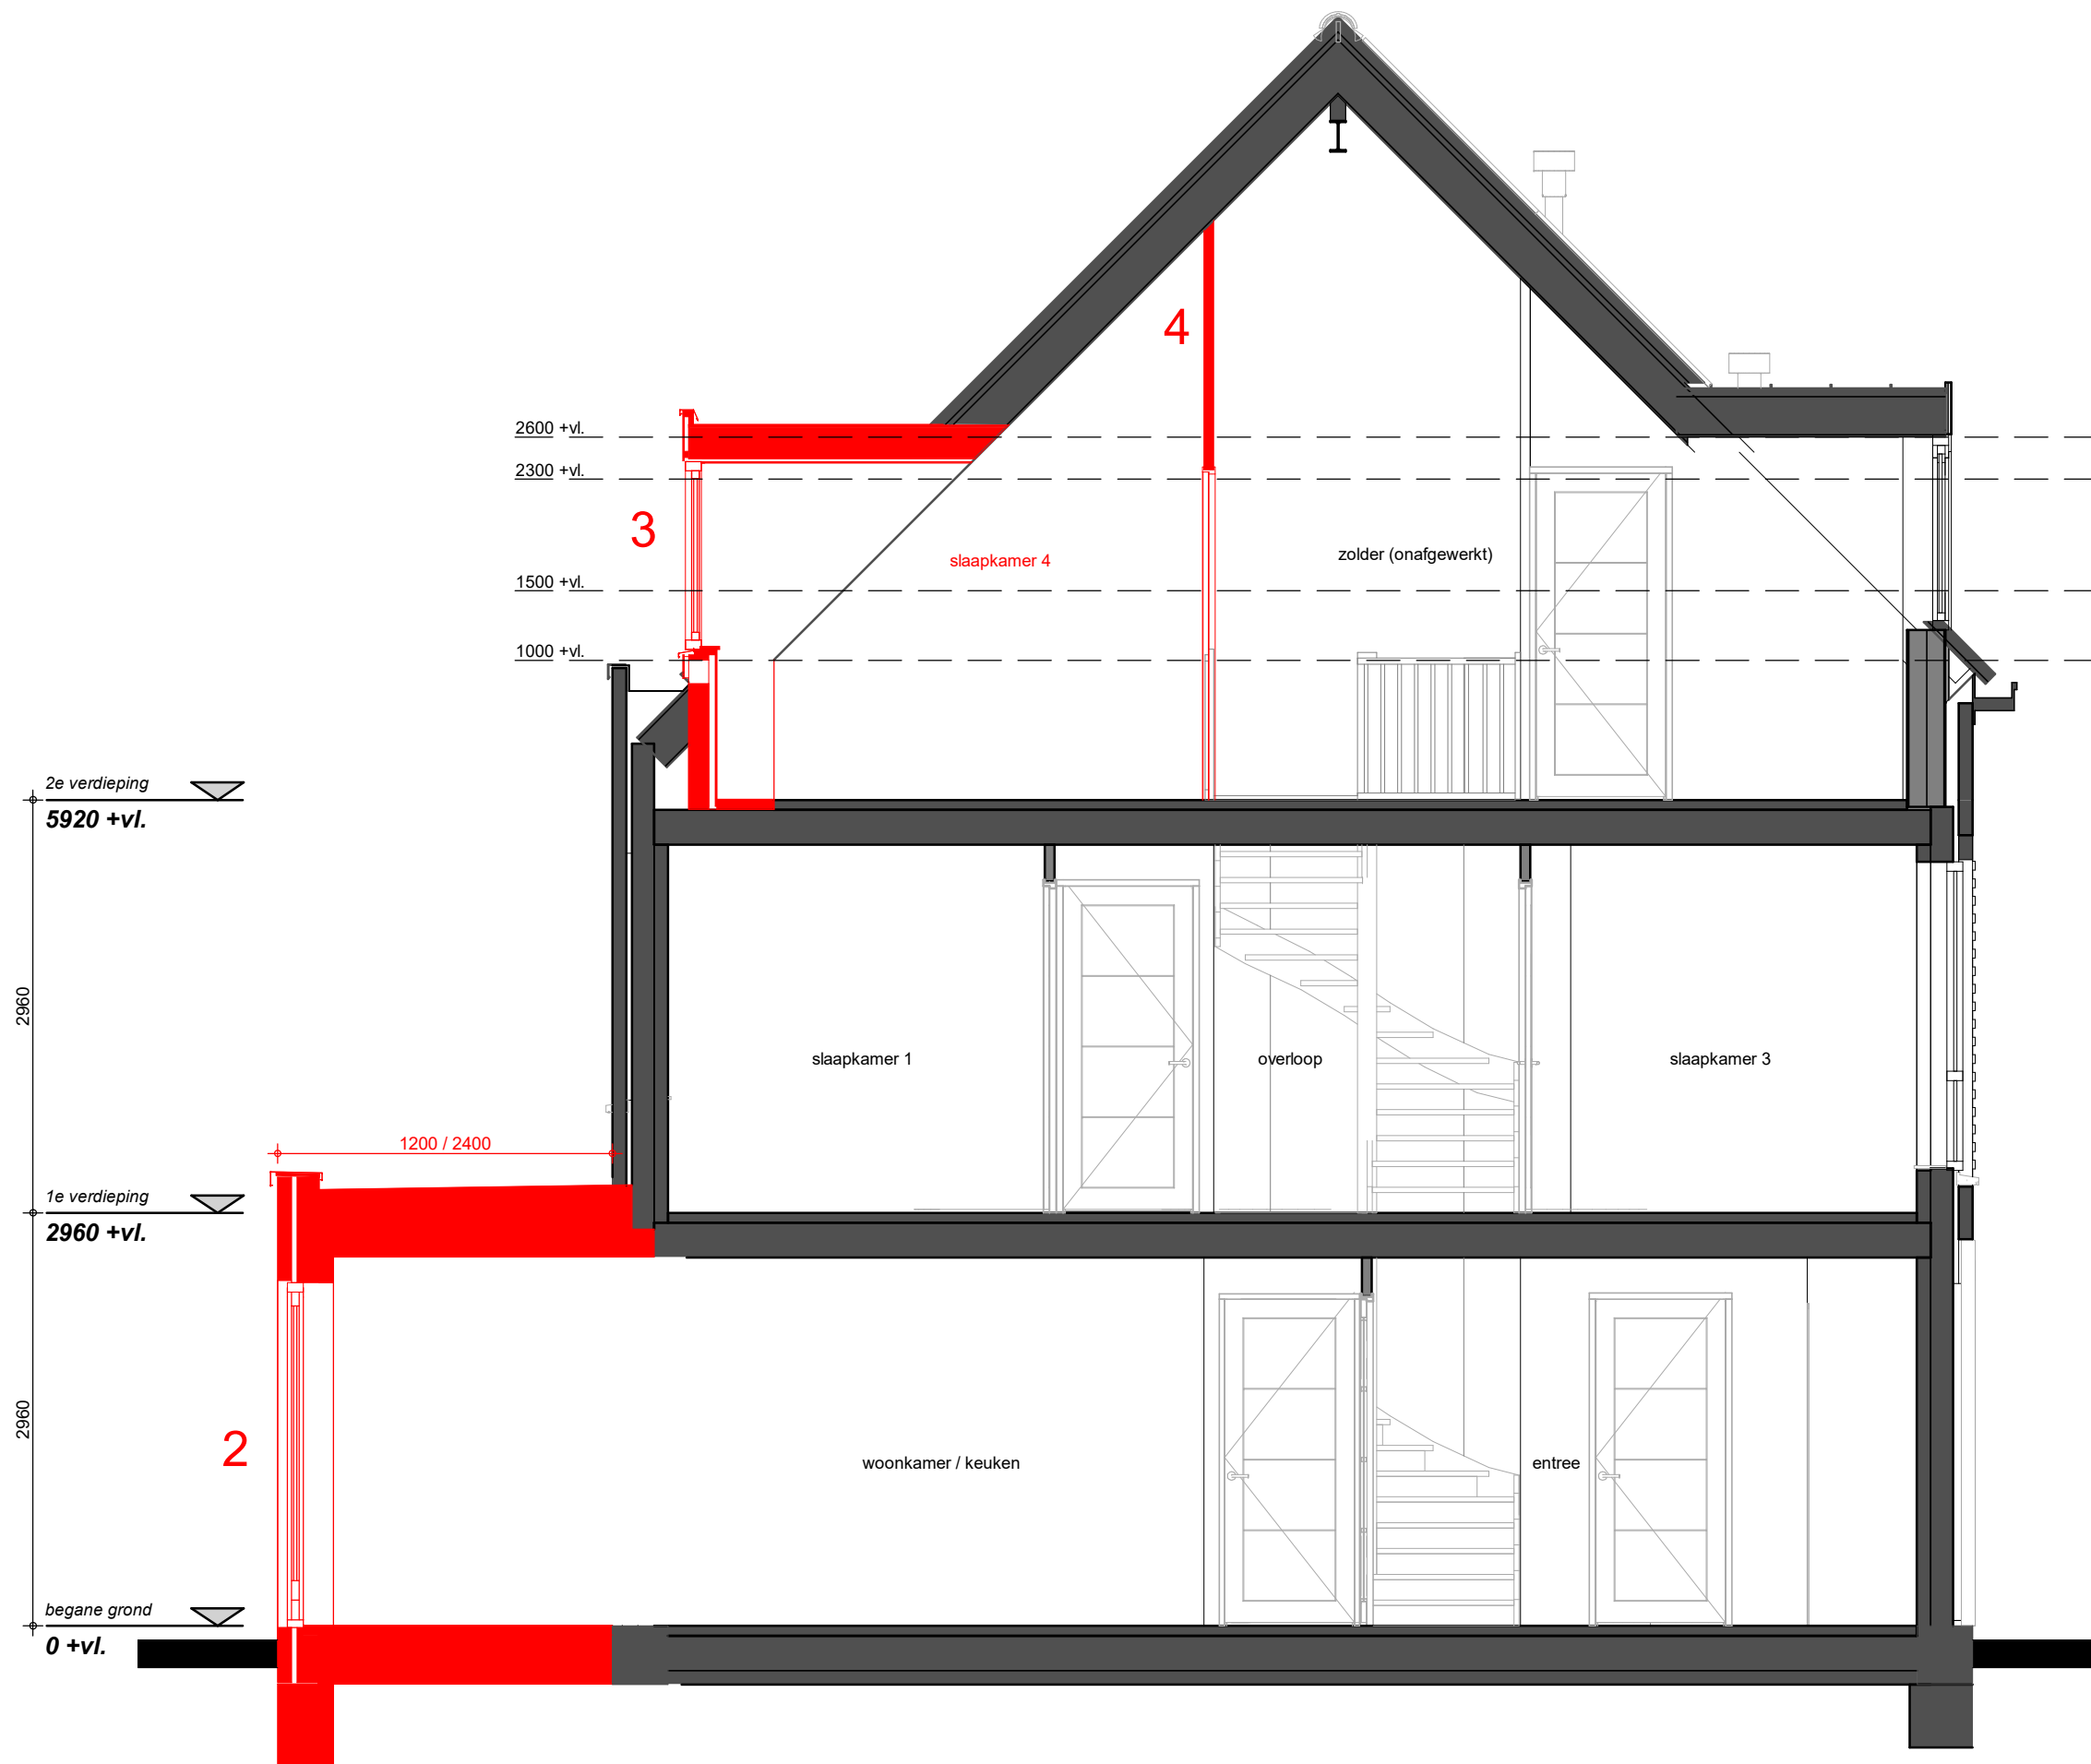 4
2600 +vl.
2300 +vl.
3
slaapkamer 4
zolder (onafgewerkt)
1500 +vl.
1000 +vl.
2e verdieping
5920 +vl.
2960
slaapkamer 1
overloop
slaapkamer 3
1200 / 2400
1e verdieping
2960 +vl.
2960
2
woonkamer / keuken
entree
begane grond
0 +vl.